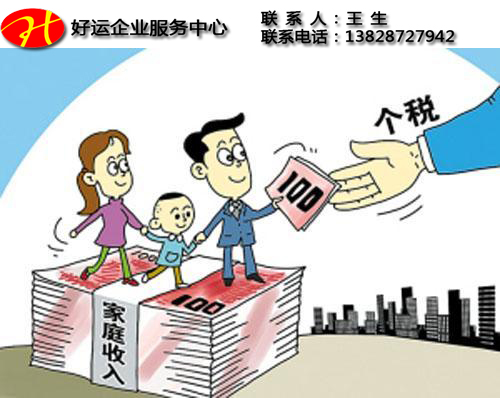 好运企业服务中心
联 系 人：王 生
联系电话：13828727942
个税
100
100
家庭收入